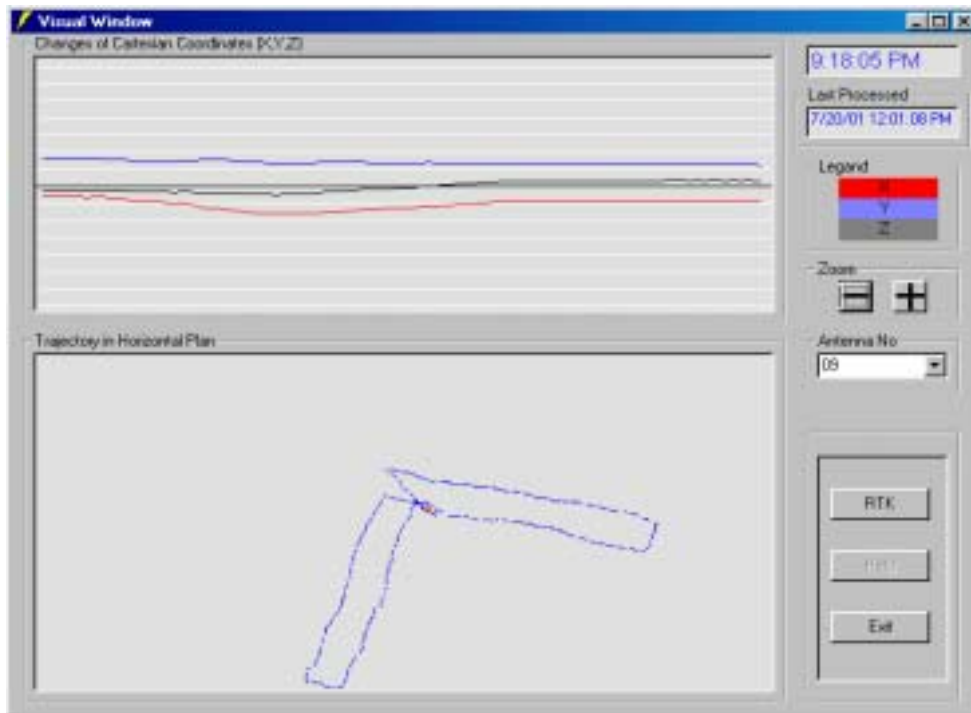 Visual Window
Changes of Cartesian Coordinates (X,Y,Z)
9:18:05 PM
Last Processed
7/20/01 12:01:08 PM
Legand
X
Y
Z
Zoom
Trajectory in Horizontal Plan
Antenna No
09
RTK
Exit